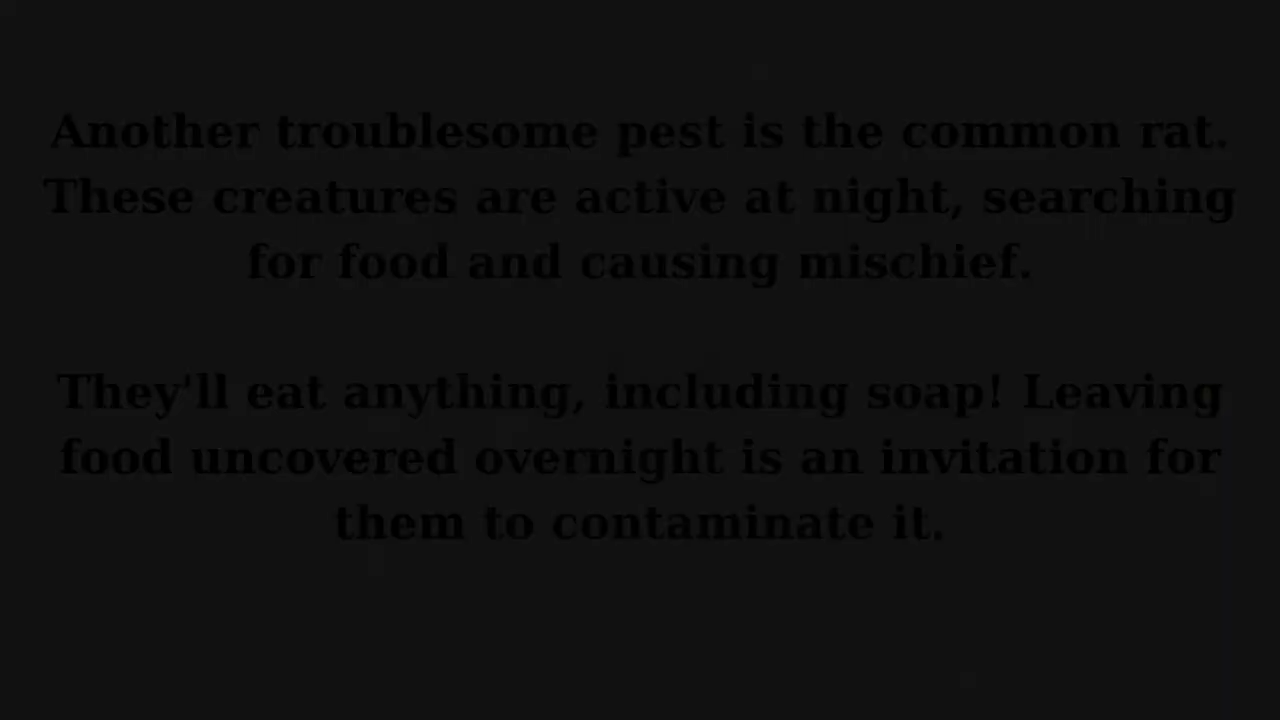 Another troublesome pest is the common rat.
These creatures are active at night, searching
for food and causing mischief.
They'll eat anything, including soap! Leaving
food uncovered overnight is an invitation for
them to contaminate it.